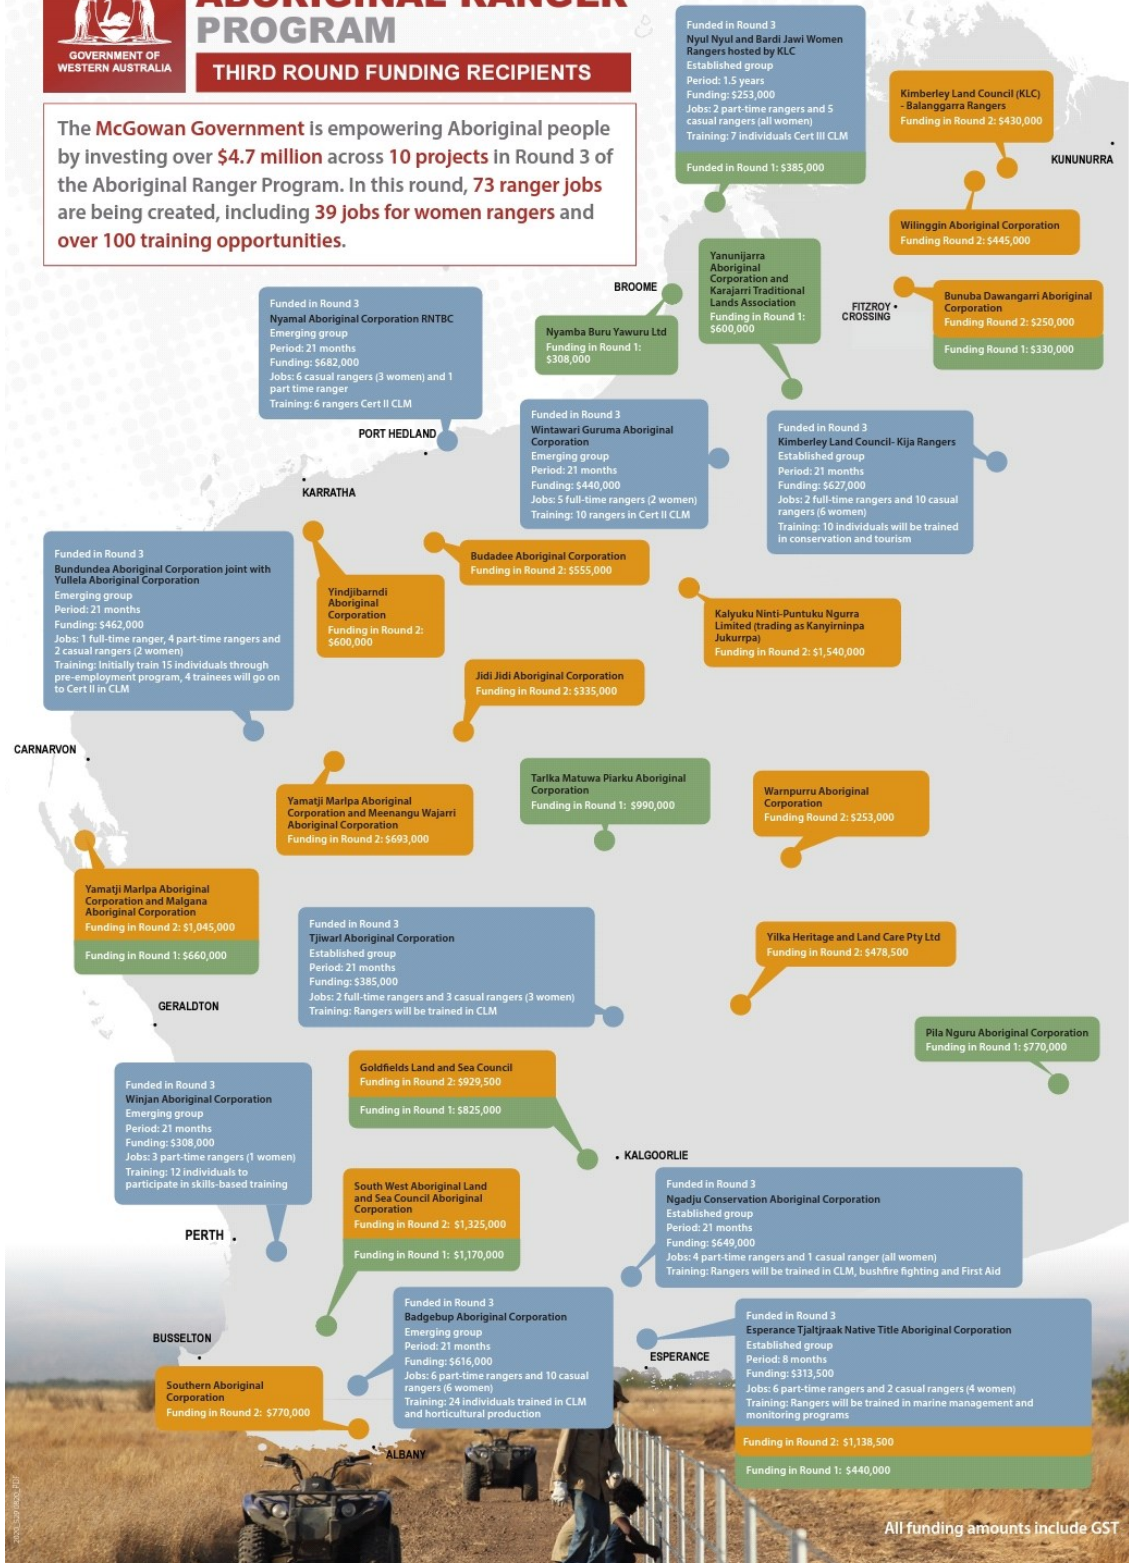 ABORIGINAL RANGER
PROGRAM
GOVERNMENT OF
WESTERN AUSTRALIA
THIRD ROUND FUNDING RECIPIENTS
The McGowan Government is empowering Aboriginal people
by investing over $4.7 million across 10 projects in Round 3 of
the Aboriginal Ranger Program. In this round, 73 ranger jobs
are being created, including 39 jobs for women rangers and
over 100 training opportunities.
Funded in Round 3
Nyul Nyul and Bardi Jawi Women
Rangers hosted by KLC
Established group
Period: 1.5 years
Funding: $253,000
Jobs: 2 part-time rangers and 5
casual rangers (all women)
Training: 7 individuals Cert III CLM
Funded in Round 1: $385,000
Kimberley Land Council (KLC)
- Balanggarra Rangers
Funding in Round 2: $430,000
KUNUNURRA
Wilinggin Aboriginal Corporation
Funding Round 2: $445,000
Yanunijarra
Aboriginal
Corporation and
Karajarri Traditional
Lands Association
Funding in Round 1:
$600,000
BROOME
Nyamba Buru Yawuru Ltd
Funding in Round 1:
$308,000
FITZROY
CROSSING
Bunuba Dawangarri Aboriginal
Corporation
Funding Round 2: $250,000
Funding Round 1: $330,000
Funded in Round 3
Nyamal Aboriginal Corporation RNTBC
Emerging group
Period: 21 months
Funding: $682,000
Jobs: 6 casual rangers (3 women) and 1
part time ranger
Training: 6 rangers Cert II CLM
PORT HEDLAND
KARRATHA
Funded in Round 3
Wintawari Guruma Aboriginal
Corporation
Emerging group
Period: 21 months
Funding: $440,000
Jobs: 5 full-time rangers (2 women)
Training: 10 rangers in Cert II CLM
Funded in Round 3
Kimberley Land Council- Kija Rangers
Established group
Period: 21 months
Funding: $627,000
Jobs: 2 full-time rangers and 10 casual
rangers (6 women)
Training: 10 individuals will be trained
in conservation and tourism
Funded in Round 3
Bundundea Aboriginal Corporation joint with
Yullela Aboriginal Corporation
Emerging group
Period: 21 months
Funding: $462,000
Jobs: 1 full-time ranger, 4 part-time rangers and
2 casual rangers (2 women)
Training: Initially train 15 individuals through
pre-employment program, 4 trainees will go on
to Cert II in CLM
Yindjibarndi
Aboriginal
Corporation
Funding in Round 2:
$600,000
Budadee Aboriginal Corporation
Funding in Round 2: $555,000
Kalyuku Ninti-Puntuku Ngurra
Limited (trading as Kanyirninpa
Jukurrpa)
Funding in Round 2: $1,540,000
Jidi Jidi Aboriginal Corporation
Funding in Round 2: $335,000
CARNARVON
Yamatji Marlpa Aboriginal
Corporation and Meenangu Wajarri
Aboriginal Corporation
Funding in Round 2: $693,000
Tarlka Matuwa Piarku Aboriginal
Corporation
Funding in Round 1: $990,000
Warnpurru Aboriginal
Corporation
Funding in Round 2: $253,000
Yamatji Marlpa Aboriginal
Corporation and Malgana
Aboriginal Corporation
Funding in Round 2: $1,045,000
Funding in Round 1: $660,000
Funded in Round 3
Tjiwarl Aboriginal Corporation
Established group
Period: 21 months
Funding: $385,000
Jobs: 2 full-time rangers and 3 casual rangers (3 women)
Training: Rangers will be trained in CLM
Yilka Heritage and Land Care Pty Ltd
Funding in Round 2: $478,500
GERALDTON
Pila Nguru Aboriginal Corporation
Funding in Round 1: $770,000
Funded in Round 3
Winjan Aboriginal Corporation
Emerging group
Period: 21 months
Funding: $308,000
Jobs: 3 part-time rangers (1 women)
Training: 12 individuals to
participate in skills-based training
Goldfields Land and Sea Council
Funding in Round 2: $929,500
Funding in Round 1: $825,000
KALGOORLIE
South West Aboriginal Land
and Sea Council Aboriginal
Corporation
Funding in Round 2: $1,325,000
Funding in Round 1: $1,170,000
Funded in Round 3
Ngadju Conservation Aboriginal Corporation
Established group
Period: 21 months
Funding: $649,000
Jobs: 4 part-time rangers and 1 casual ranger (all women)
Training: Rangers will be trained in CLM, bushfire fighting and First Aid
PERTH
Funded in Round 3
Badgebup Aboriginal Corporation
Emerging group
Period: 21 months
Funding: $616,000
Jobs: 6 part-time rangers and 10 casual
rangers (6 women)
Training: 24 individuals trained in CLM
and horticultural production
Funded in Round 3
Esperance Tjaltjraak Native Title Aboriginal Corporation
Established group
Period: 8 months
Funding: $313,500
Jobs: 6 part-time rangers and 2 casual rangers (4 women)
Training: Rangers will be trained in marine management and
monitoring programs
Funding in Round 2: $1,138,500
Funding in Round 1: $440,000
BUSSELTON
ESPERANCE
Southern Aboriginal
Corporation
Funding in Round 2: $770,000
ALBANY
All funding amounts include GST